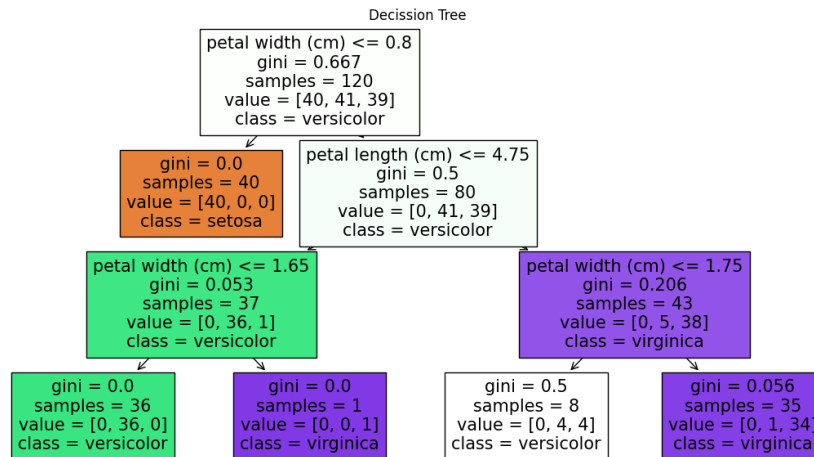 Decission Tree
petal width (cm) <= 0.8
gini = 0.667
samples = 120
value = [40, 41, 39]
class = versicolor
gini = 0.0
samples = 40
value = [40, 0, 0]
class = setosa
petal length (cm) <= 4.75
gini = 0.5
samples = 80
value = [0, 41, 39]
class = versicolor
petal width (cm) <= 1.65
gini = 0.053
samples = 37
value = [0, 36, 1]
class = versicolor
petal width (cm) <= 1.75
gini = 0.206
samples = 43
value = [0, 5, 38]
class = virginica
gini = 0.0
samples = 36
value = [0, 36, 0]
class = versicolor
gini = 0.0
samples = 1
value = [0, 0, 1]
class = virginica
gini = 0.5
samples = 8
value = [0, 4, 4]
class = versicolor
gini = 0.056
samples = 35
value = [0, 1, 34]
class = virginica